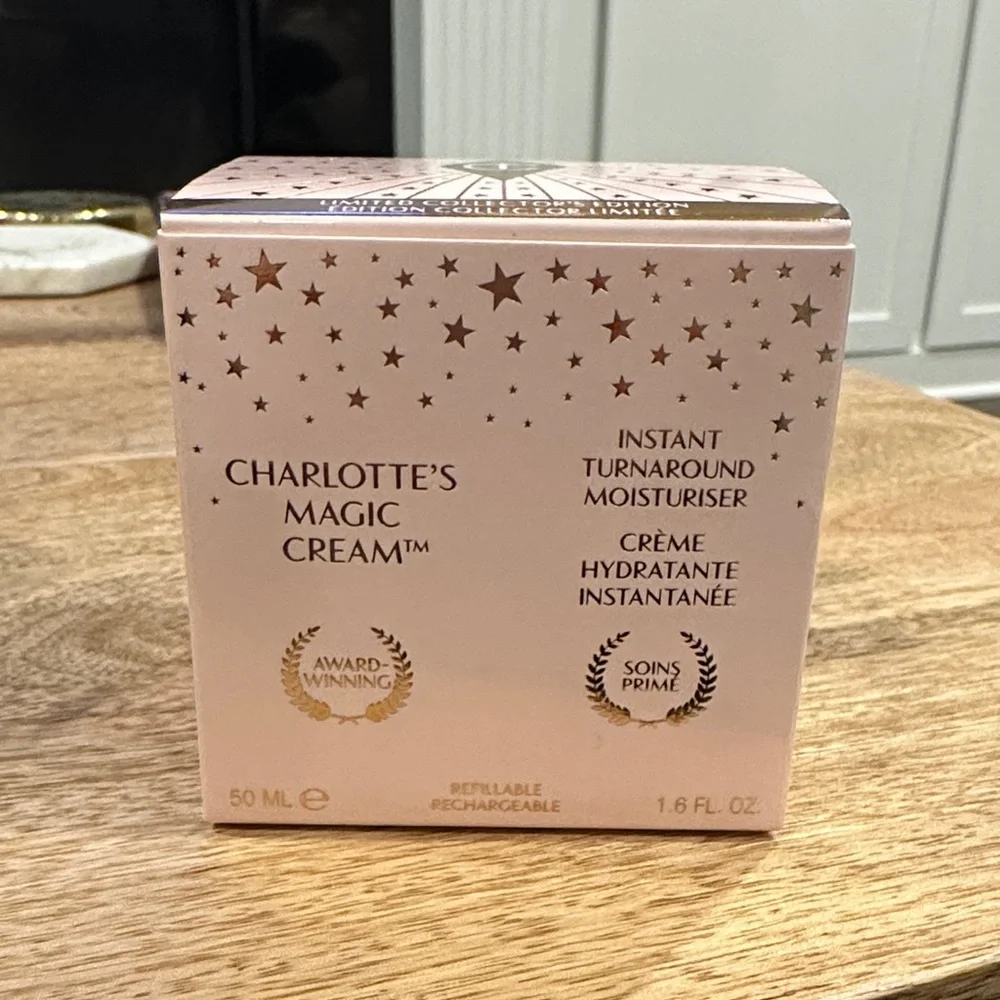 LIMITED COLLECTOR'S EDITION
ÉDITION COLLECTOR LIMITÉE
CHARLOTTE'S
MAGIC
CREAM™
AWARD-
WINNING
INSTANT
TURNAROUND
MOISTURISER
CRÈME
HYDRATANTE
INSTANTANÉE
SOINS
PRIMÉ
50 ML ℮
REFILLABLE
RECHARGEABLE
1.6 FL. OZ.